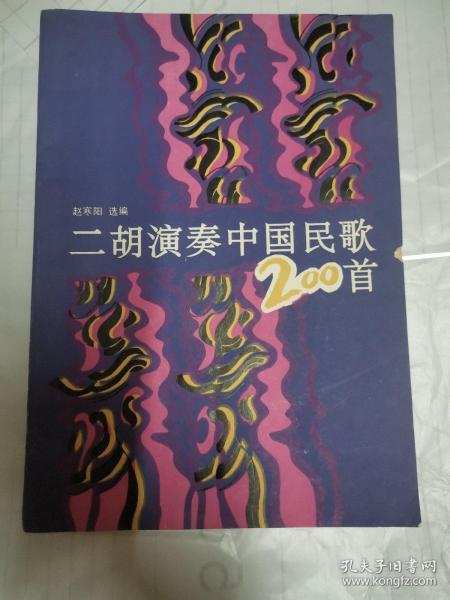 赵寒阳 选编
二胡演奏中国民歌
200首
孔夫子旧书网
www.kongfz.com